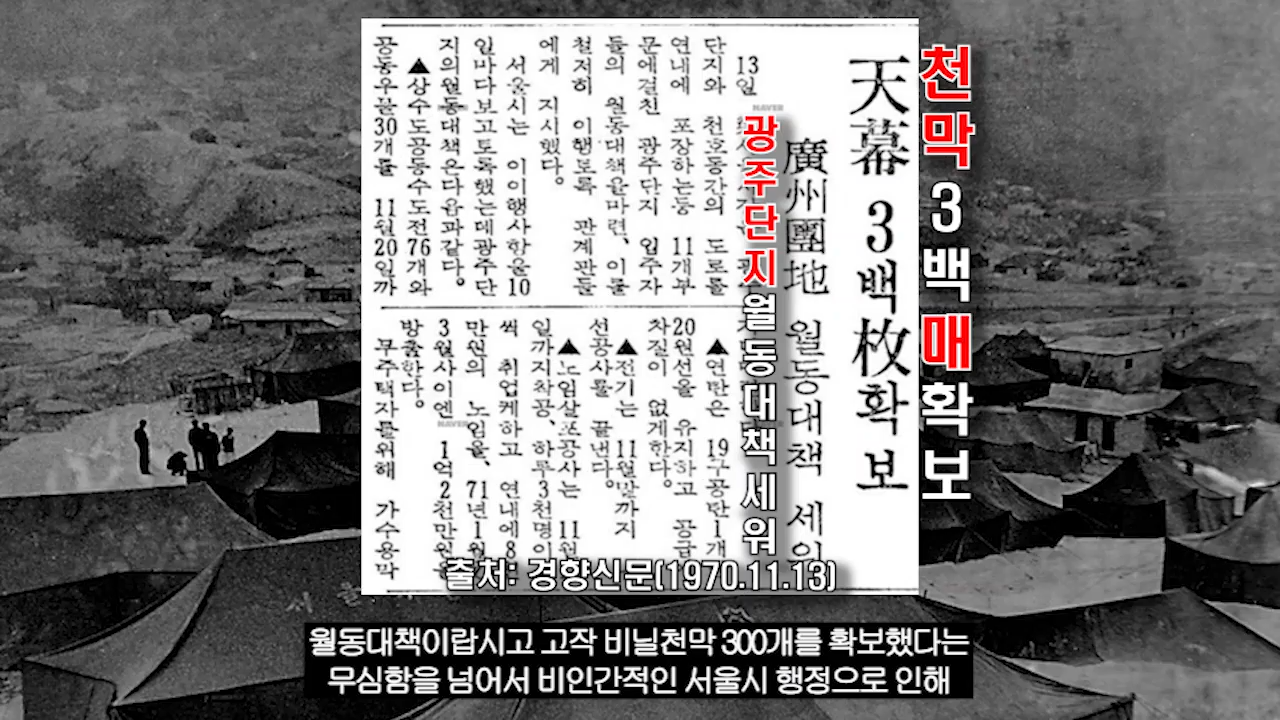 천막3백매확보
天幕 3백枚확보
광주단지월동대책세워
廣州團地 월동대책 세워
13일
단지와 천호동간의 도로를
연내에 포장하는등 11개부
문에걸친 광주단지 입주자
들의 월동대책을마련, 이를
철저히 이행토록 관계관들
에게 지시했다。
서울시는 이이행사항을10
일마다보고토록했는데광주단
지의월동대책은다음과같다。
▲상수도공동수도전76개와
공동우물30개를 11월20일까
▲연탄은 19구공탄1개
20원선을 유지하고 공급
차질이 없게한다。
▲전기는 11월말까지
선공사를 끝낸다。
▲노임살포공사는 11월
일까지착공, 하루3천명이
씩 취업케하고 연내에8
만원의 노임을, 71년1월
3월사이엔 1억2천만원을
방출한다。
무주택자를위해 가수용막
NAVER
NAVER
출처: 경향신문(1970.11.13)
월동대책이랍시고 고작 비닐천막 300개를 확보했다는
무심함을 넘어서 비인간적인 서울시 행정으로 인해